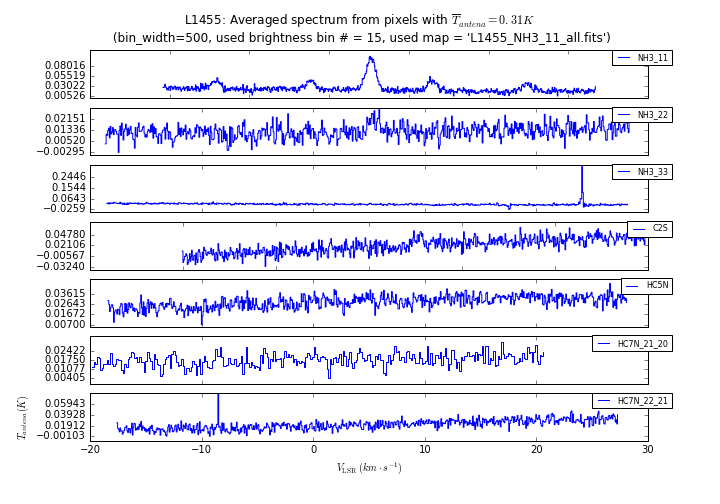 L1455: Averaged spectrum from pixels with T̅_antena = 0.31K
(bin_width=500, used brightness bin # = 15, used map = 'L1455_NH3_11_all.fits')
NH3_11
0.08016
0.05519
0.03022
0.00526
NH3_22
0.02151
0.01336
0.00520
−0.00295
NH3_33
0.2446
0.1544
0.0643
−0.0259
C2S
0.04780
0.02106
−0.00567
−0.03240
HC5N
0.03615
0.02643
0.01672
0.00700
HC7N_21_20
0.02422
0.01750
0.01077
0.00405
HC7N_22_21
0.05943
0.03928
0.01912
−0.00103
T_antena(K)
−20 −10 0 10 20 30
V_LSR (km · s⁻¹)